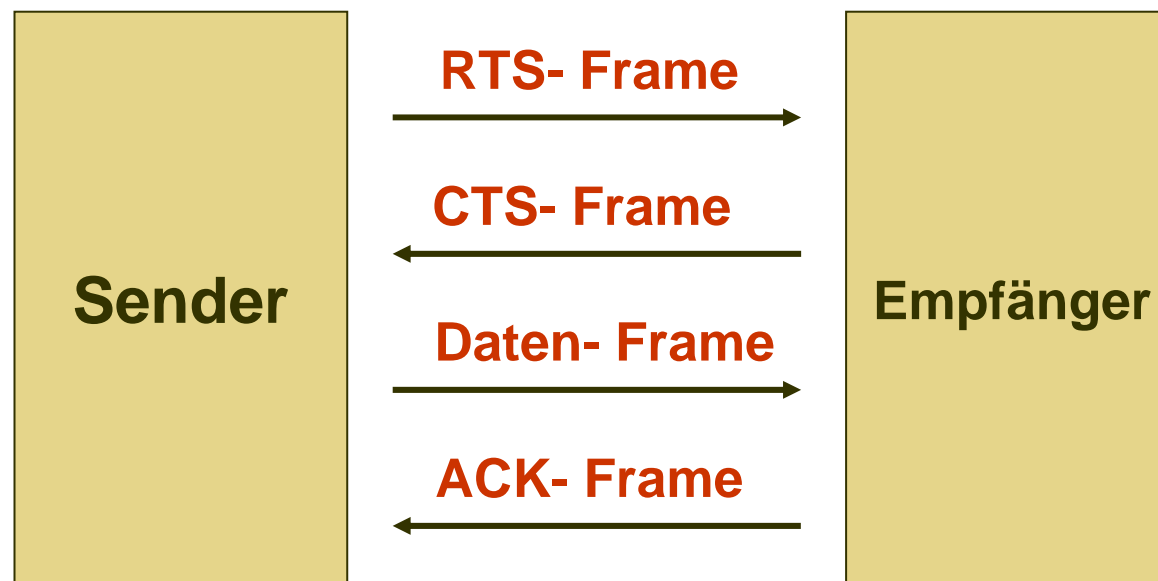 RTS- Frame
CTS- Frame
Sender
Empfänger
Daten- Frame
ACK- Frame